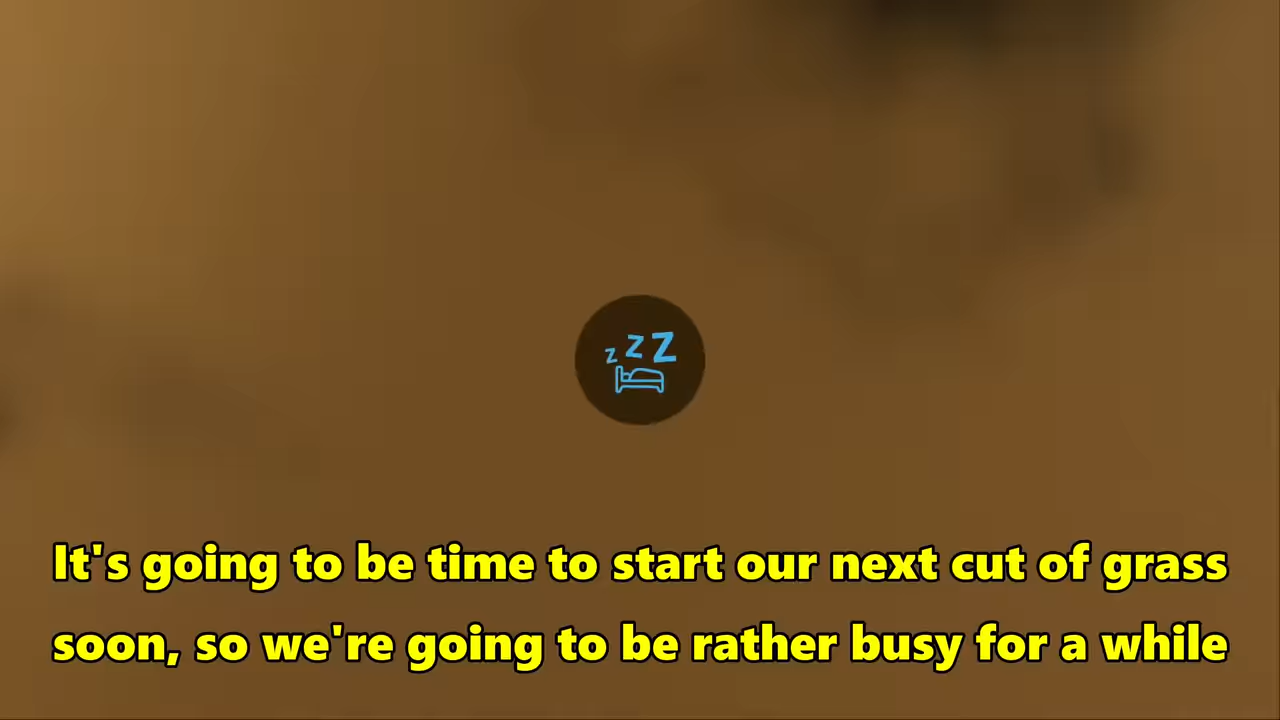 z z Z
It's going to be time to start our next cut of grass
soon, so we're going to be rather busy for a while